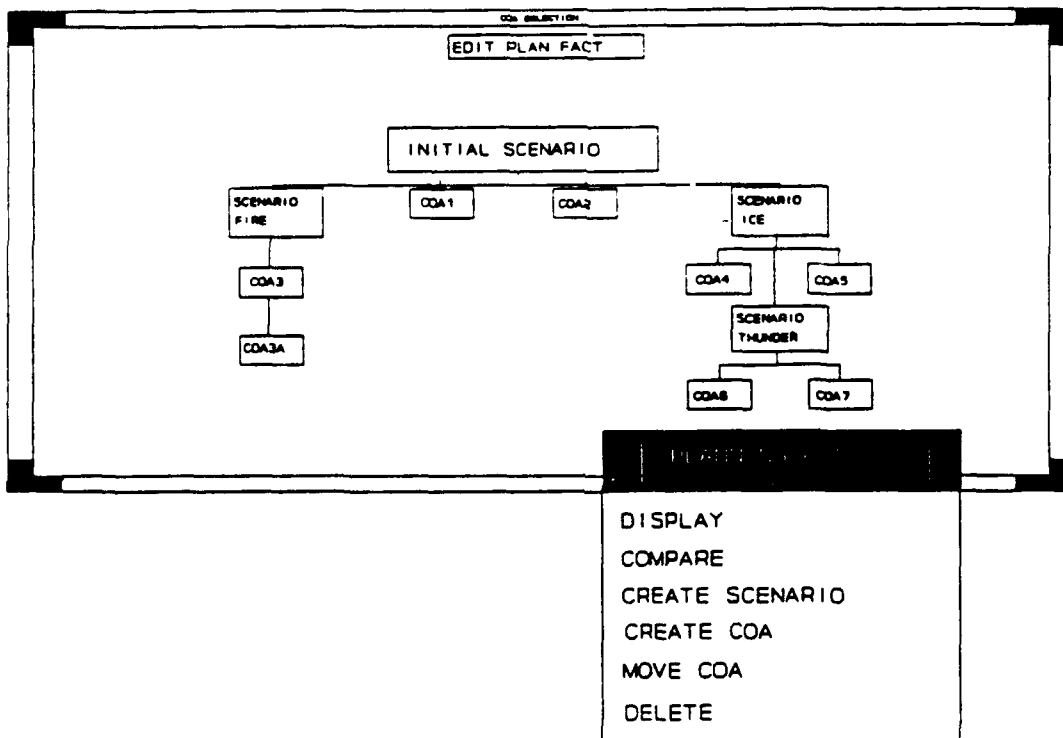 COA SELECTION
EDIT PLAN FACT
INITIAL SCENARIO
SCENARIO
FIRE
COA1
COA2
SCENARIO
ICE
COA3
COA4
COA5
COA3A
SCENARIO
THUNDER
COA6
COA7
DISPLAY
COMPARE
CREATE SCENARIO
CREATE COA
MOVE COA
DELETE